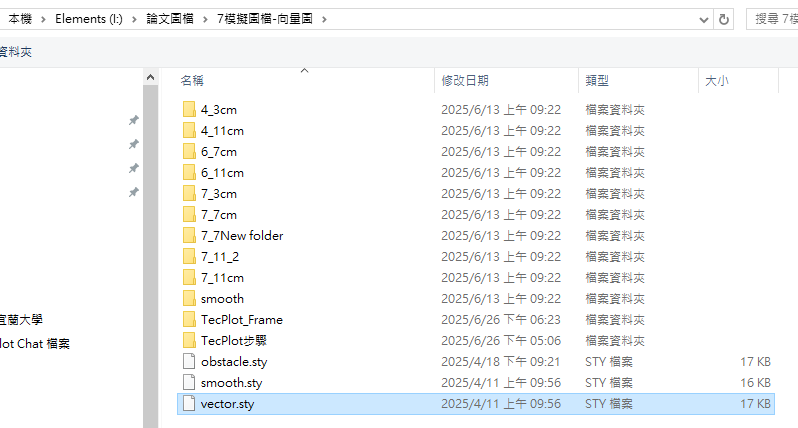 本機 > Elements (I:) > 論文圖檔 > 7模擬圖檔-向量圖 >
搜尋 7模
資料夾
名稱 修改日期 類型 大小
4_3cm 2025/6/13 上午 09:22 檔案資料夾
4_11cm 2025/6/13 上午 09:22 檔案資料夾
6_7cm 2025/6/13 上午 09:22 檔案資料夾
6_11cm 2025/6/13 上午 09:22 檔案資料夾
7_3cm 2025/6/13 上午 09:22 檔案資料夾
7_7cm 2025/6/13 上午 09:22 檔案資料夾
7_7New folder 2025/6/13 上午 09:22 檔案資料夾
7_11_2 2025/6/13 上午 09:22 檔案資料夾
7_11cm 2025/6/13 上午 09:22 檔案資料夾
smooth 2025/6/13 上午 09:22 檔案資料夾
宜蘭大學
TecPlot_Frame 2025/6/26 下午 06:23 檔案資料夾
lot Chat 檔案
TecPlot步驟 2025/6/26 下午 05:06 檔案資料夾
obstacle.sty 2025/4/18 下午 09:21 STY 檔案 17 KB
smooth.sty 2025/4/11 上午 09:56 STY 檔案 16 KB
vector.sty 2025/4/11 上午 09:56 STY 檔案 17 KB